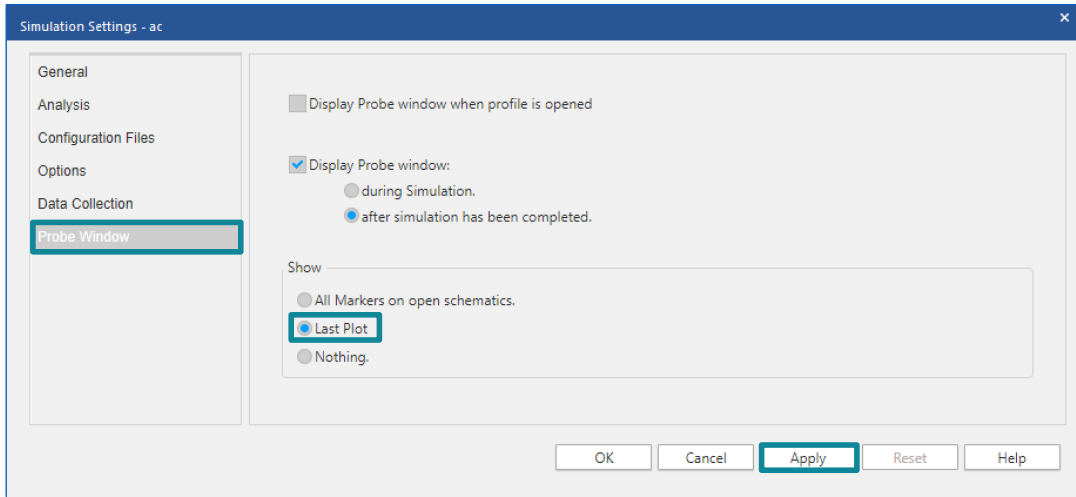 Simulation Settings - ac
×
General
Analysis
Configuration Files
Options
Data Collection
Probe Window
Display Probe window when profile is opened
Display Probe window:
during Simulation.
after simulation has been completed.
Show
All Markers on open schematics.
Last Plot
Nothing.
OK Cancel Apply Reset Help